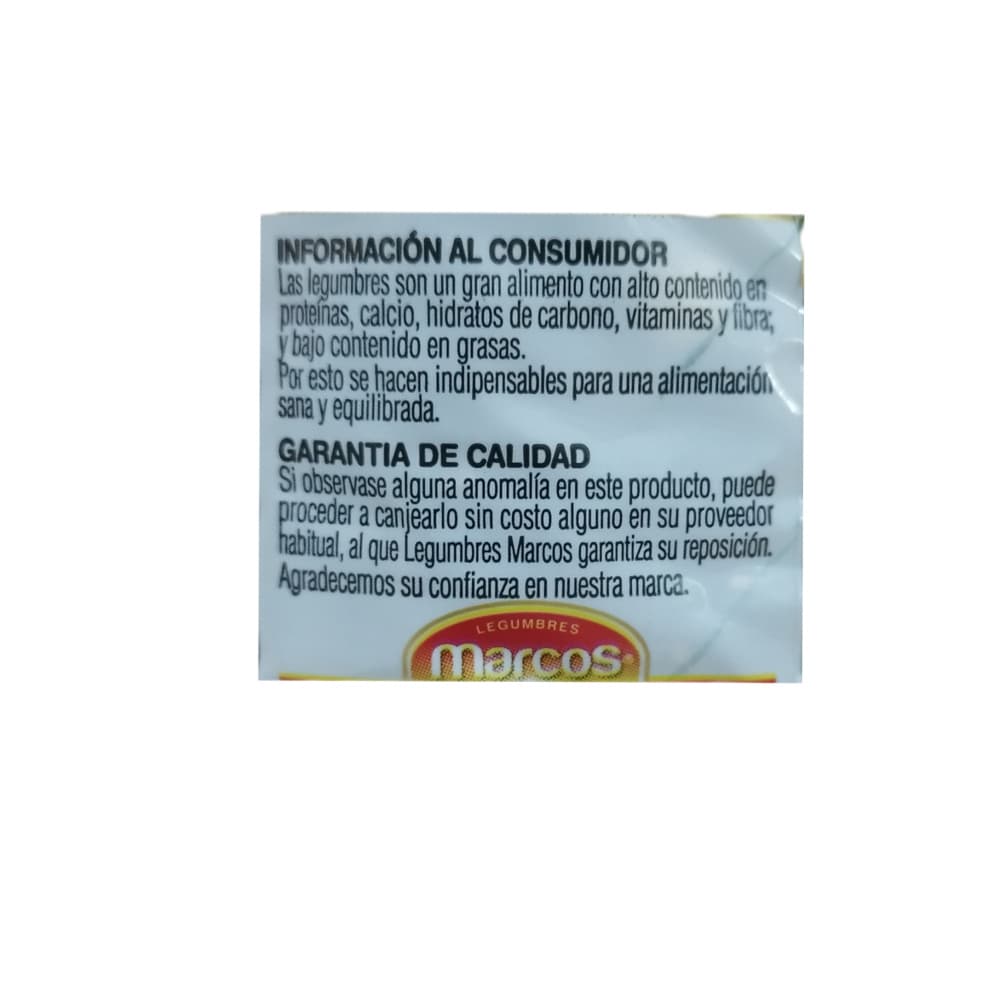 INFORMACIÓN AL CONSUMIDOR
Las legumbres son un gran alimento con alto contenido en
proteínas, calcio, hidratos de carbono, vitaminas y fibra;
y bajo contenido en grasas.
Por esto se hacen indipensables para una alimentación
sana y equilibrada.
GARANTIA DE CALIDAD
Si observase alguna anomalía en este producto, puede
proceder a canjearlo sin costo alguno en su proveedor
habitual, al que Legumbres Marcos garantiza su reposición.
Agradecemos su confianza en nuestra marca.
LEGUMBRES
marcos